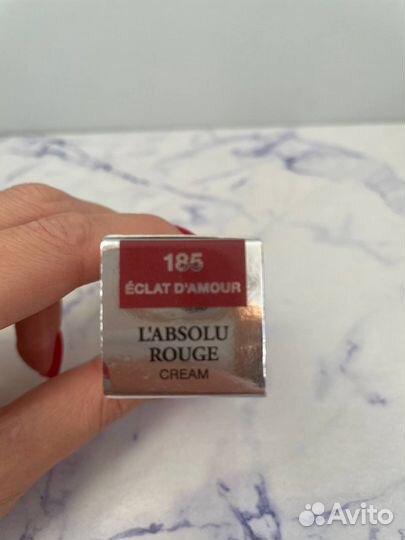 185
ÉCLAT D'AMOUR
L'ABSOLU
ROUGE
CREAM
Avito